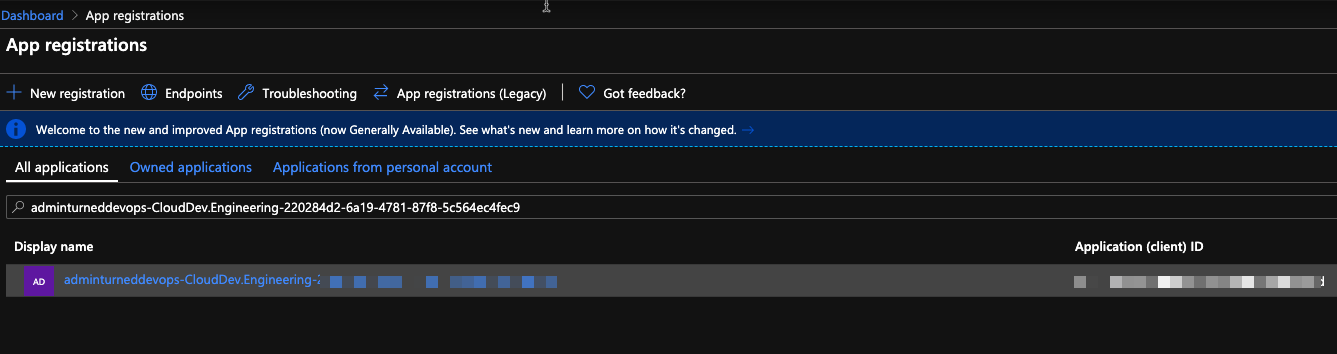 Dashboard > App registrations
App registrations
New registration Endpoints Troubleshooting App registrations (Legacy) Got feedback?
Welcome to the new and improved App registrations (now Generally Available). See what's new and learn more on how it's changed. →
All applications Owned applications Applications from personal account
adminturneddevops-CloudDev.Engineering-220284d2-6a19-4781-87f8-5c564ec4fec9
Display name Application (client) ID
AD adminturneddevops-CloudDev.Engineering-2